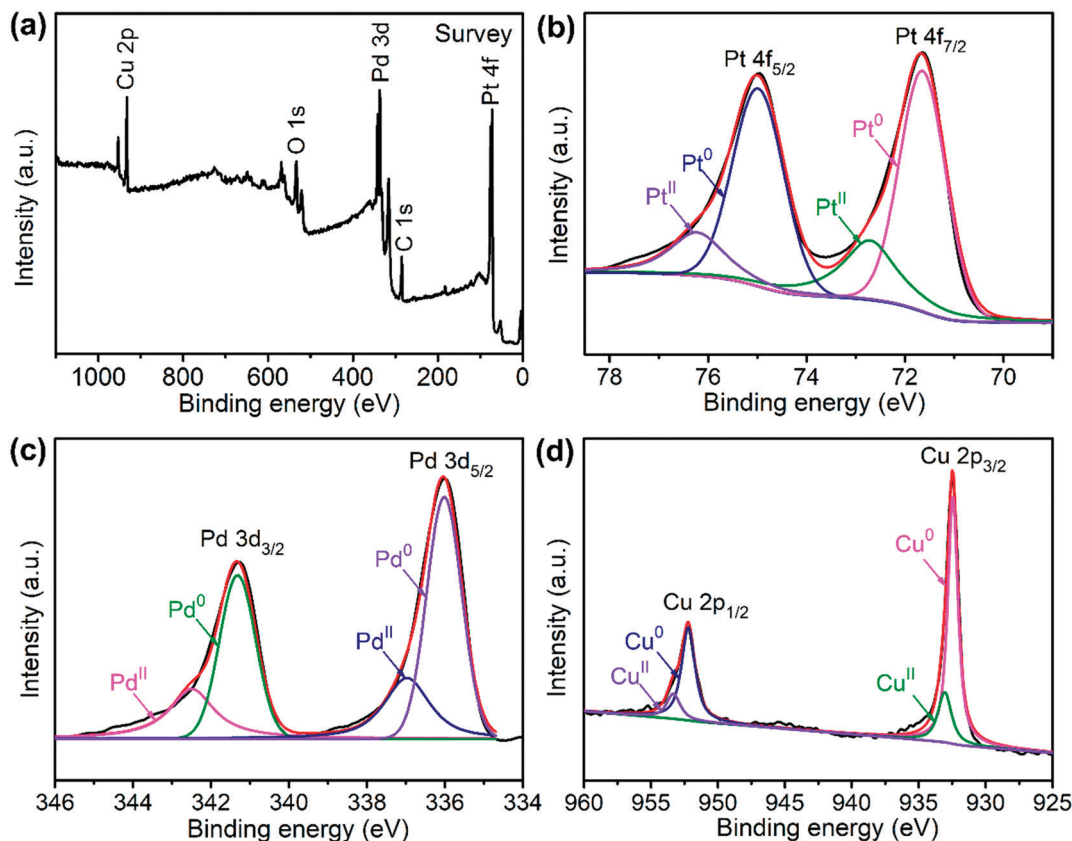 (a)
Survey
Cu 2p
O 1s
C 1s
Pd 3d
Pt 4f
Intensity (a.u.)
1000 800 600 400 200 0
Binding energy (eV)
(b)
Pt 4f5/2
Pt 4f7/2
Pt0
Pt0
PtII
PtII
Intensity (a.u.)
78 76 74 72 70
Binding energy (eV)
(c)
Pd 3d5/2
Pd 3d3/2
Pd0
Pd0
PdII
PdII
Intensity (a.u.)
346 344 342 340 338 336 334
Binding energy (eV)
(d)
Cu 2p3/2
Cu0
Cu 2p1/2
Cu0
CuII
CuII
Intensity (a.u.)
960 955 950 945 940 935 930 925
Binding energy (eV)